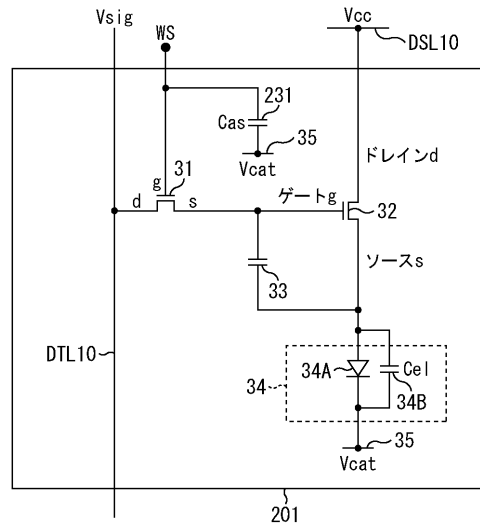 Vsig
WS
Vcc
DSL10
231
Cas
35
Vcat
ドレインd
31
g
d
s
ゲートg
32
ソースs
33
DTL10
34A
Cel
34
34B
35
Vcat
201